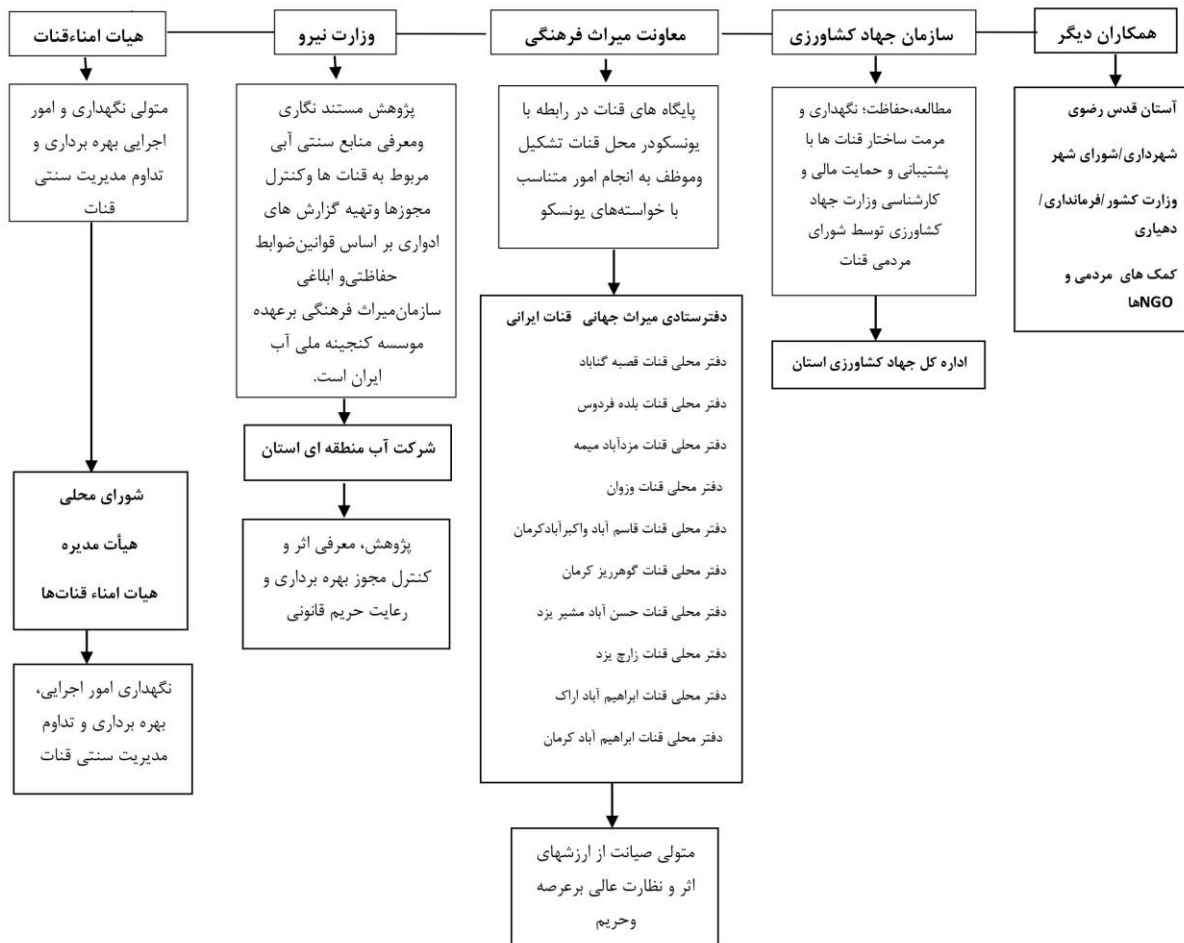 همکاران دیگر
آستان قدس رضوی
شهرداری/شورای شهر
وزارت کشور/فرمانداری/
دهیاری
کمک های مردمی و
NGOها
سازمان جهاد کشاورزی
مطالعه،حفاظت؛ نگهداری و
مرمت ساختار قنات ها با
پشتیبانی و حمایت مالی و
کارشناسی وزارت جهاد
کشاورزی توسط شورای
مردمی قنات
اداره کل جهاد کشاورزی استان
معاونت میراث فرهنگی
پایگاه های قنات در رابطه با
یونسکودر محل قنات تشکیل
وموظف به انجام امور متناسب
با خواسته‌های یونسکو
دفترستادی میراث جهانی قنات ایرانی
دفتر محلی قنات قصبه گناباد
دفتر محلی قنات بلده فردوس
دفتر محلی قنات مزدآباد میمه
دفتر محلی قنات وزوان
دفتر محلی قنات قاسم آباد واکبرآبادکرمان
دفتر محلی قنات گوهرریز کرمان
دفتر محلی قنات حسن آباد مشیر یزد
دفتر محلی قنات زارچ یزد
دفتر محلی قنات ابراهیم آباد اراک
دفتر محلی قنات ابراهیم آباد کرمان
متولی صیانت از ارزشهای
اثر و نظارت عالی برعرصه
وحریم
وزارت نیرو
پژوهش مستند نگاری
ومعرفی منابع سنتی آبی
مربوط به قنات ها وکنترل
مجوزها وتهیه گزارش های
ادواری بر اساس قوانین‌ضوابط
حفاظتی‌و ابلاغی
سازمان‌میراث فرهنگی برعهده
موسسه کنجینه ملی آب
ایران است.
شرکت آب منطقه ای استان
پژوهش، معرفی اثر و
کنترل مجوز بهره برداری و
رعایت حریم قانونی
هیات امناءقنات
متولی نگهداری و امور
اجرایی بهره برداری و
تداوم مدیریت سنتی
قنات
شورای محلی
هیأت مدیره
هیات امناء قنات‌ها
نگهداری امور اجرایی،
بهره برداری و تداوم
مدیریت سنتی قنات